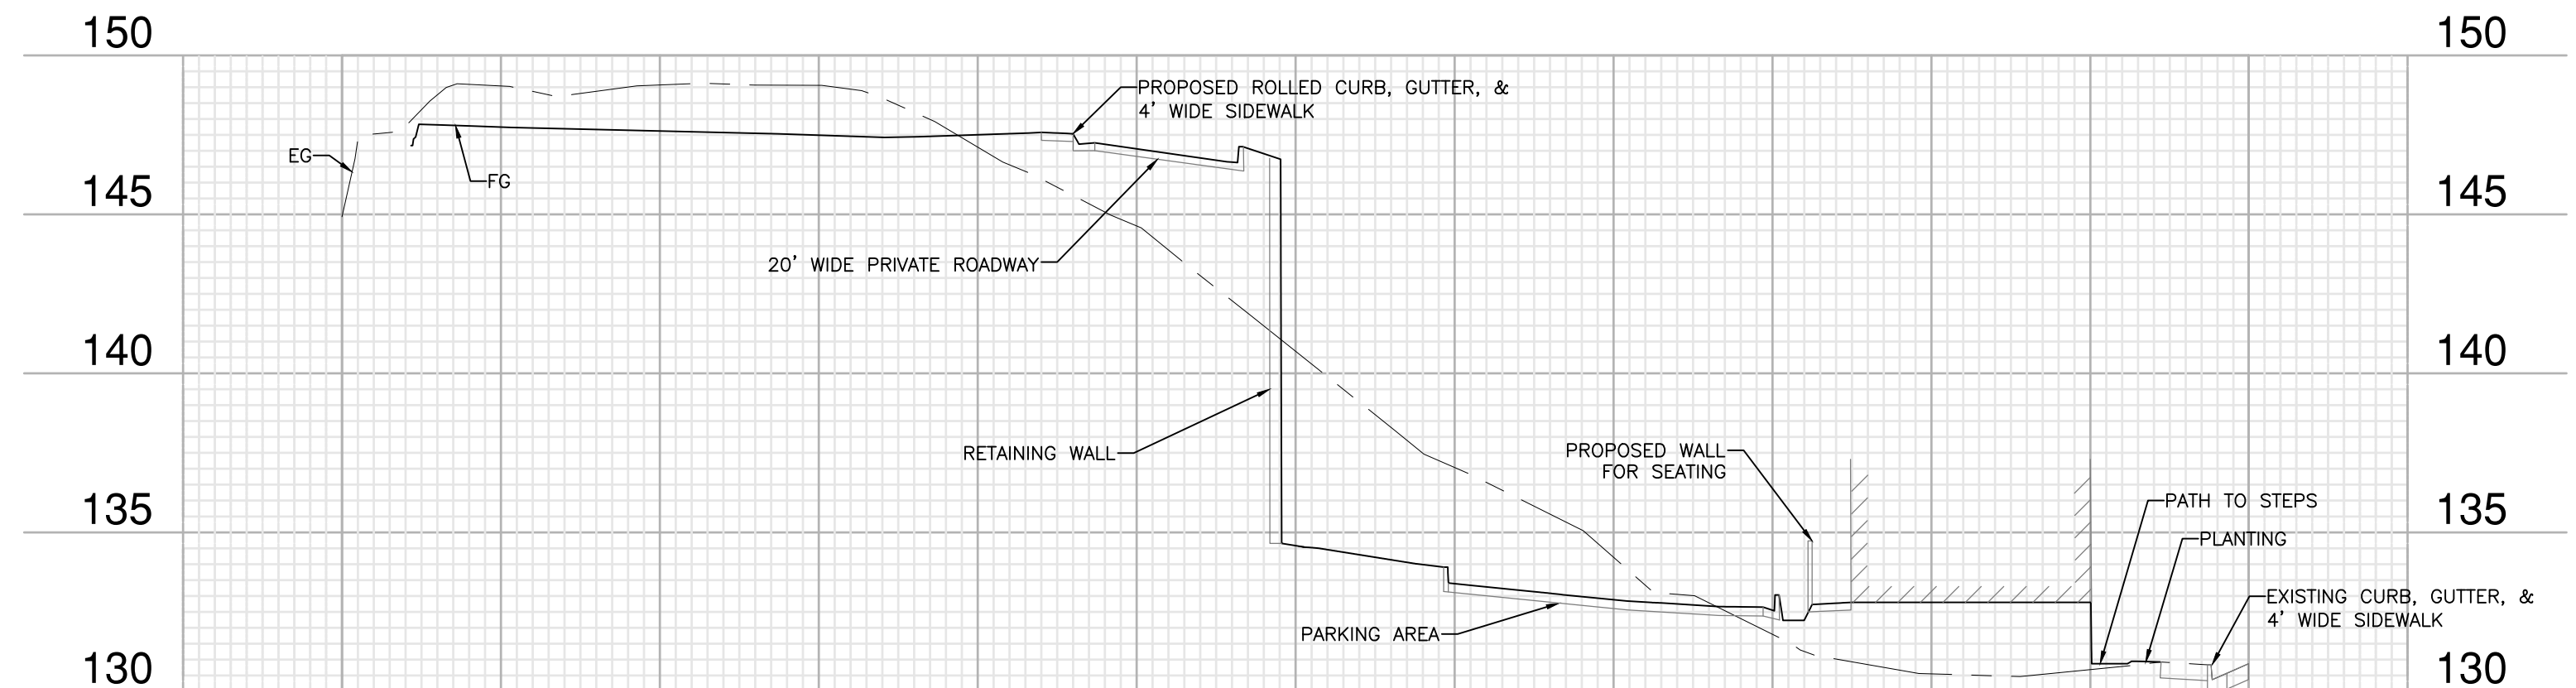 150
150
PROPOSED ROLLED CURB, GUTTER, &
4' WIDE SIDEWALK
EG
FG
145
145
20' WIDE PRIVATE ROADWAY
140
140
RETAINING WALL
PROPOSED WALL
FOR SEATING
135
135
PATH TO STEPS
PLANTING
EXISTING CURB, GUTTER, &
4' WIDE SIDEWALK
PARKING AREA
130
130